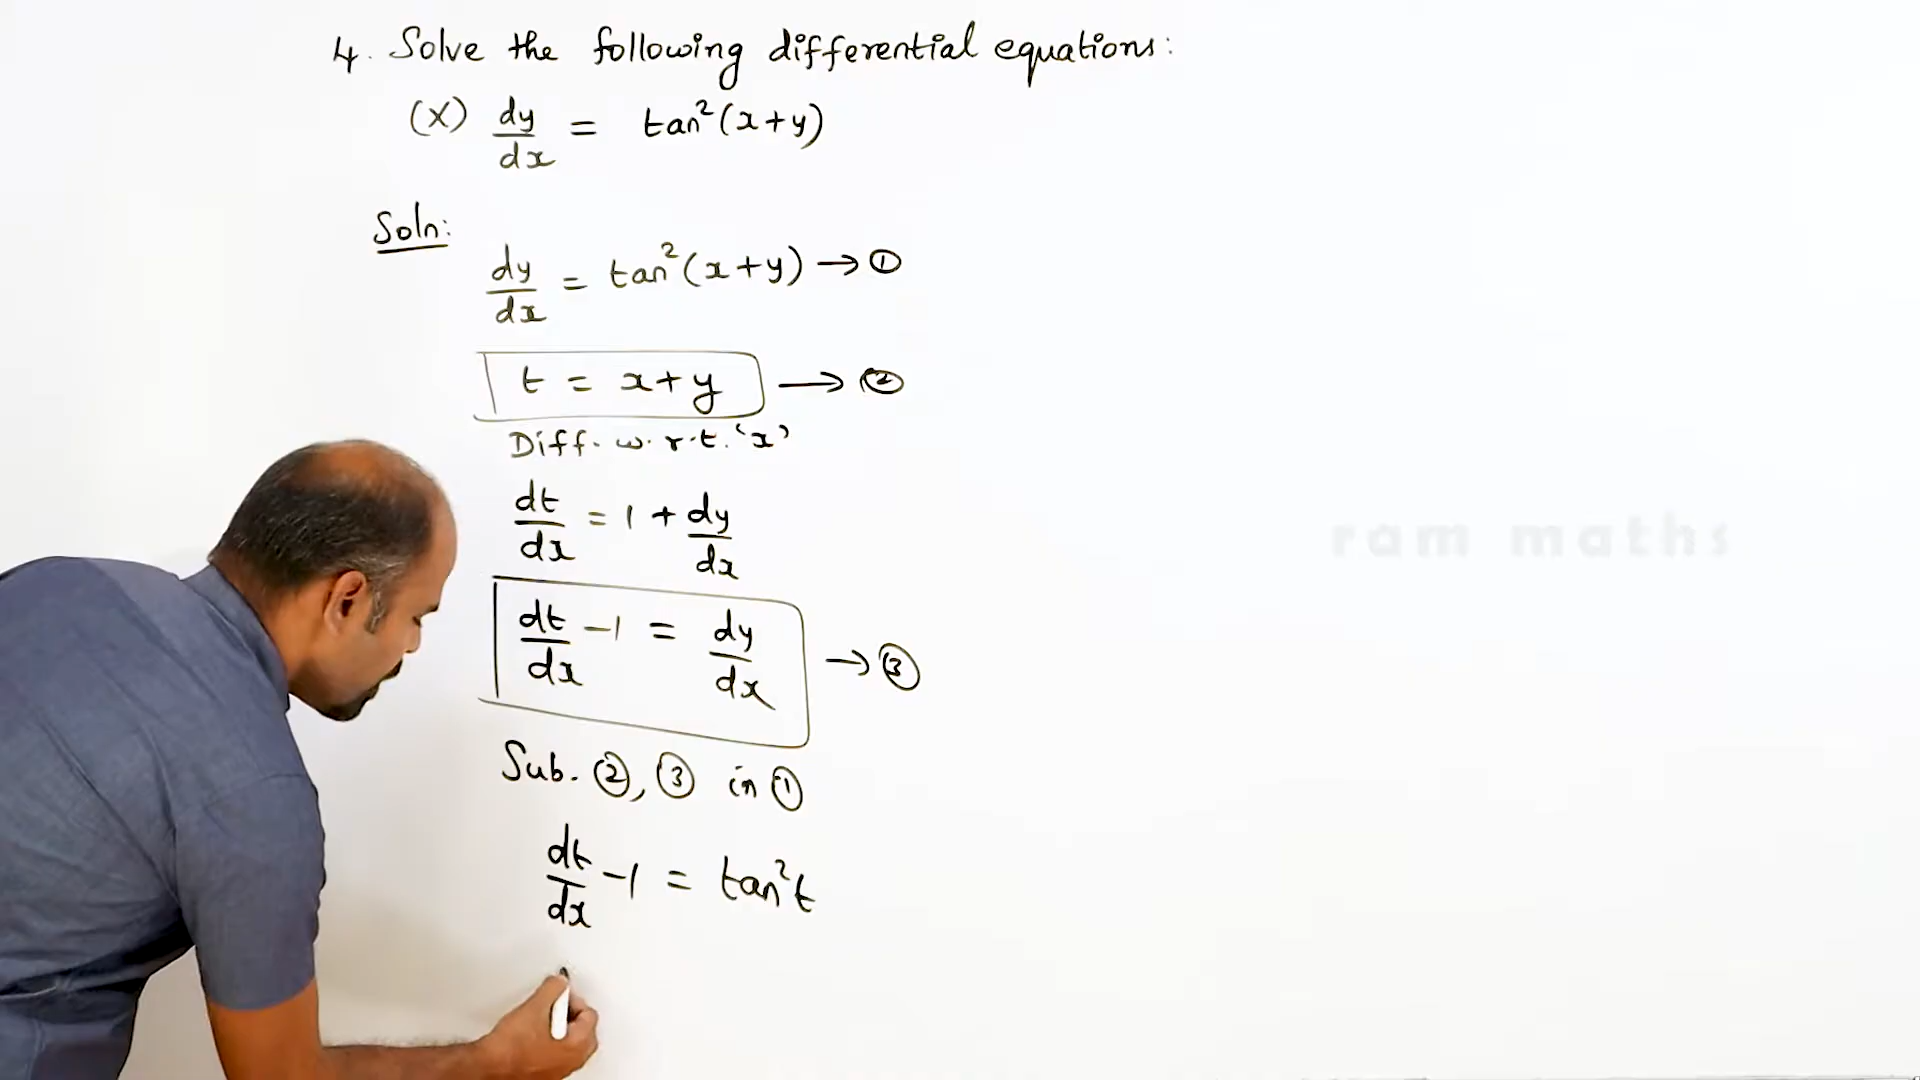 4. Solve the following differential equations:
(X) dy/dx = tan²(x+y)
Soln:
dy/dx = tan²(x+y) → ①
t = x+y → ②
Diff. w.r.t. 'x'
dt/dx = 1 + dy/dx
dt/dx - 1 = dy/dx → ③
ram maths
Sub. ②, ③ in ①
dt/dx - 1 = tan²t